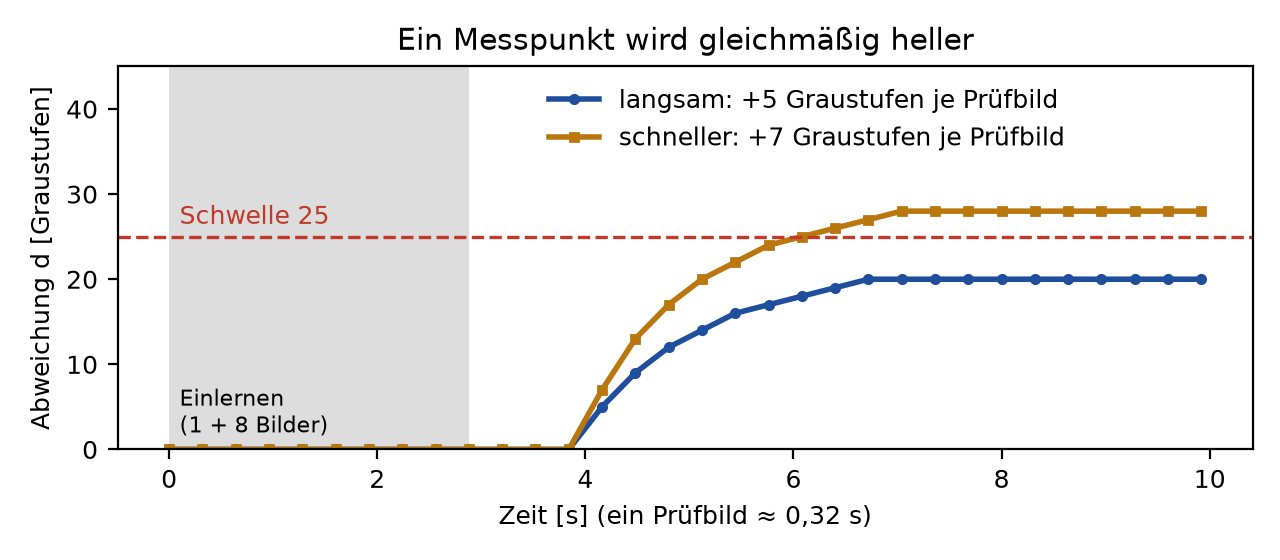 Ein Messpunkt wird gleichmäßig heller
Abweichung d [Graustufen]
40
30
20
10
0
langsam: +5 Graustufen je Prüfbild
schneller: +7 Graustufen je Prüfbild
Schwelle 25
Einlernen
(1 + 8 Bilder)
0 2 4 6 8 10
Zeit [s] (ein Prüfbild ≈ 0,32 s)